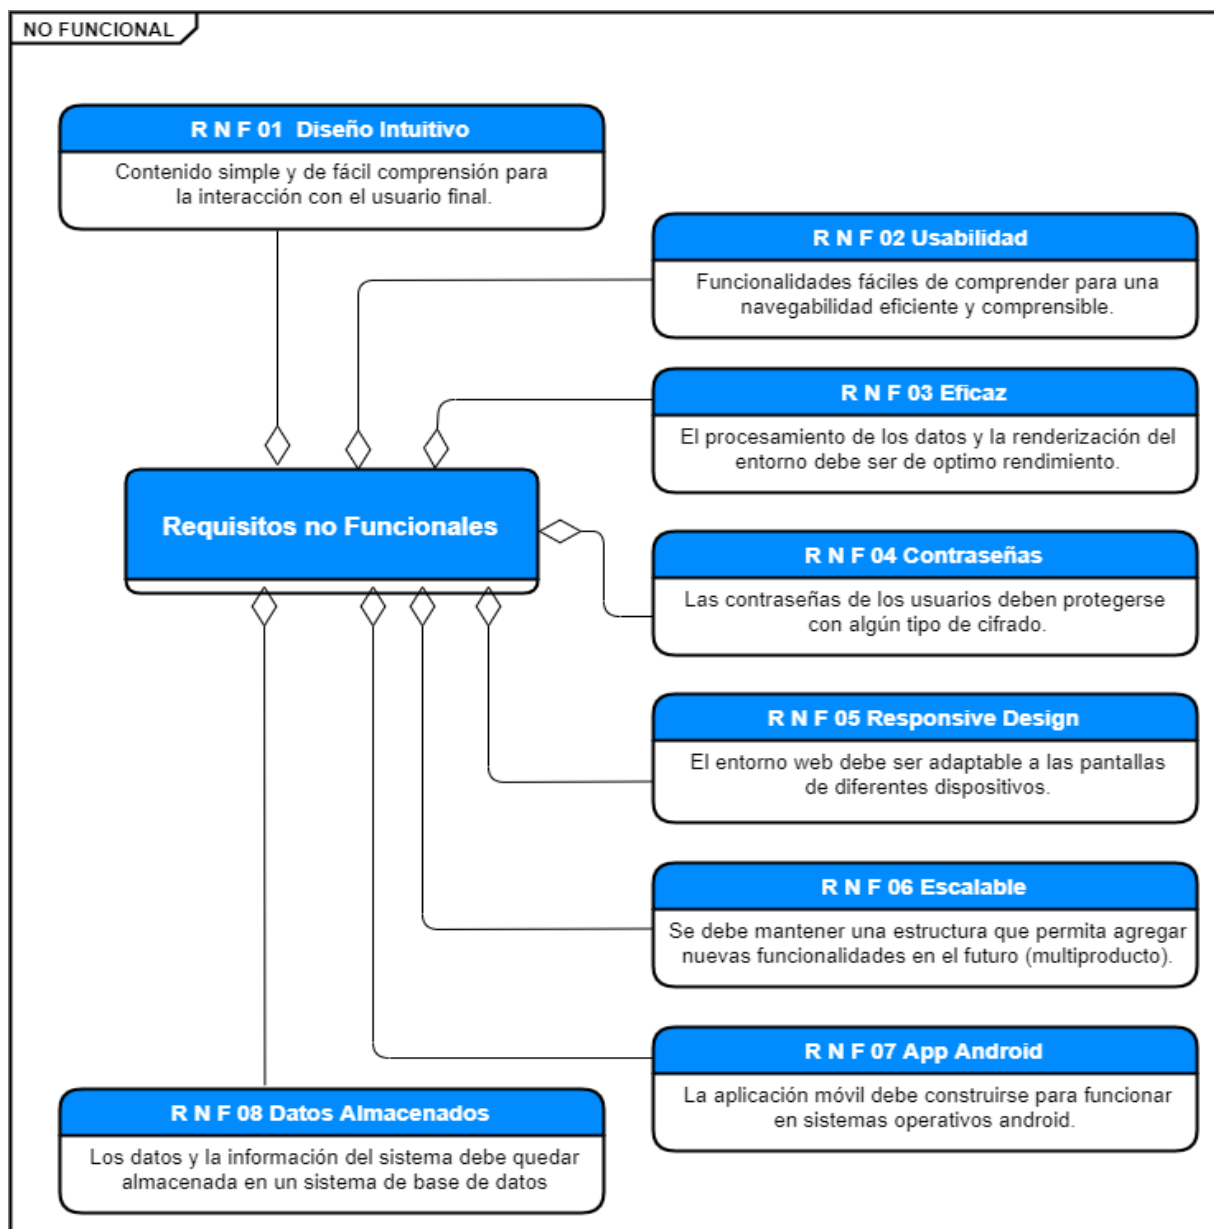 NO FUNCIONAL
R N F 01 Diseño Intuitivo
Contenido simple y de fácil comprensión para
la interacción con el usuario final.
R N F 02 Usabilidad
Funcionalidades fáciles de comprender para una
navegabilidad eficiente y comprensible.
R N F 03 Eficaz
El procesamiento de los datos y la renderización del
entorno debe ser de optimo rendimiento.
Requisitos no Funcionales
R N F 04 Contraseñas
Las contraseñas de los usuarios deben protegerse
con algún tipo de cifrado.
R N F 05 Responsive Design
El entorno web debe ser adaptable a las pantallas
de diferentes dispositivos.
R N F 06 Escalable
Se debe mantener una estructura que permita agregar
nuevas funcionalidades en el futuro (multiproducto).
R N F 07 App Android
La aplicación móvil debe construirse para funcionar
en sistemas operativos android.
R N F 08 Datos Almacenados
Los datos y la información del sistema debe quedar
almacenada en un sistema de base de datos